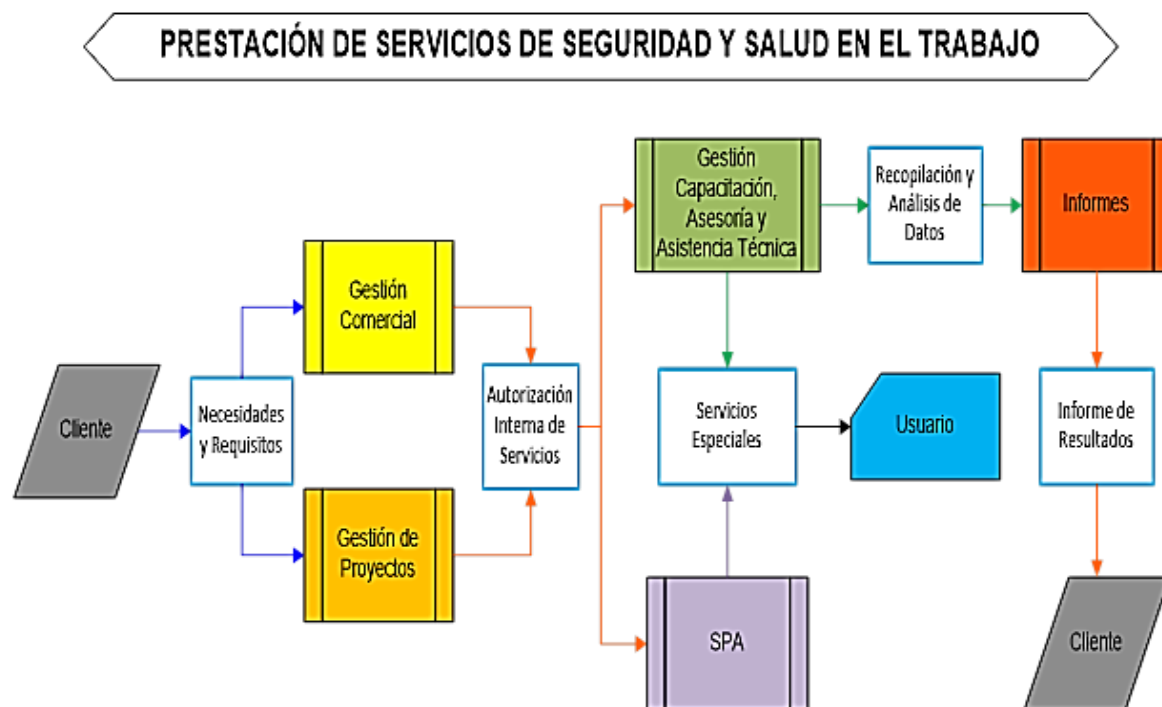 PRESTACIÓN DE SERVICIOS DE SEGURIDAD Y SALUD EN EL TRABAJO
Cliente
Necesidades
y Requisitos
Gestión
Comercial
Gestión de
Proyectos
Autorización
Interna de
Servicios
Gestión
Capacitación,
Asesoría y
Asistencia Técnica
Recopilación y
Análisis de
Datos
Informes
Servicios
Especiales
Usuario
Informe de
Resultados
SPA
Cliente